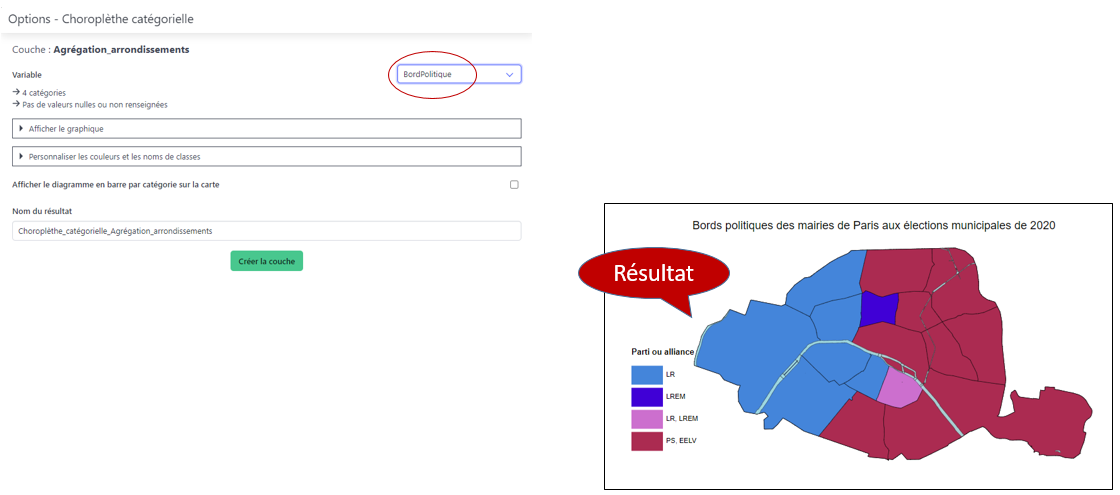 Options - Choroplèthe catégorielle
Couche : Agrégation_arrondissements
Variable
BordPolitique
→ 4 catégories
→ Pas de valeurs nulles ou non renseignées
Afficher le graphique
Personnaliser les couleurs et les noms de classes
Afficher le diagramme en barre par catégorie sur la carte
Nom du résultat
Choroplèthe_catégorielle_Agrégation_arrondissements
Créer la couche
Bords politiques des mairies de Paris aux élections municipales de 2020
Résultat
Parti ou alliance
LR
LREM
LR, LREM
PS, EELV